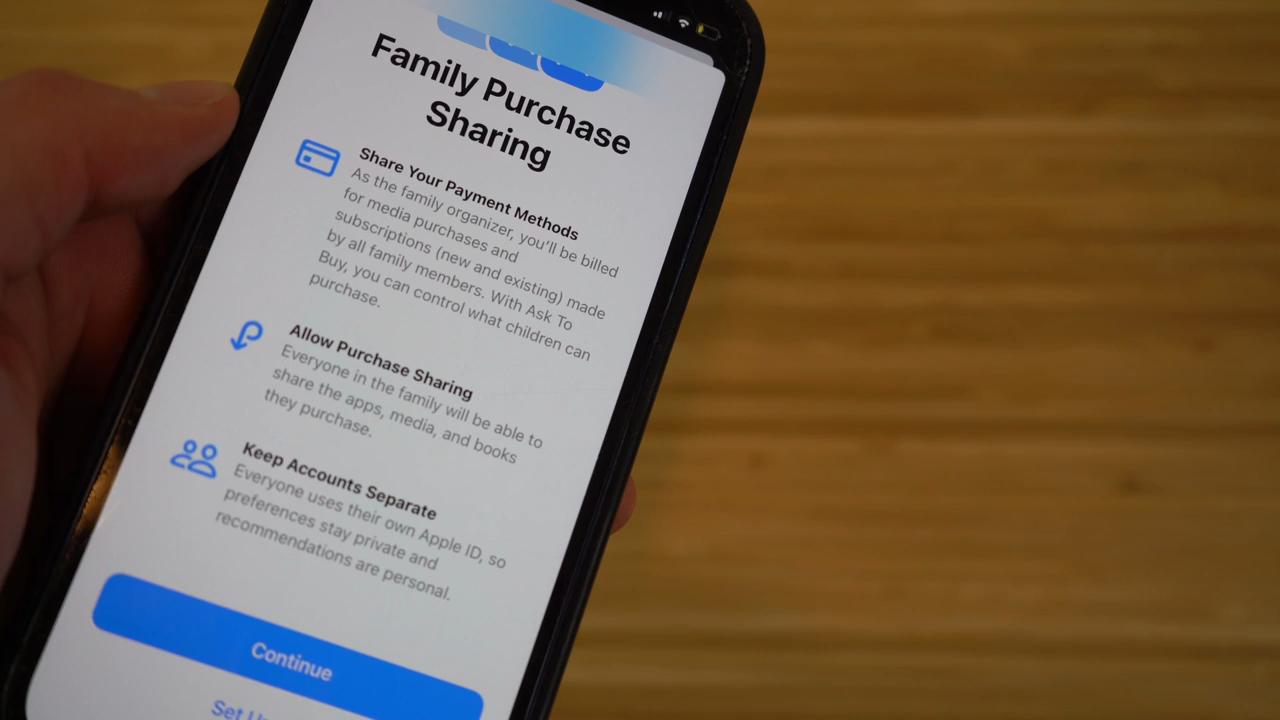 Family Purchase
Sharing
Share Your Payment Methods
As the family organizer, you'll be billed
for media purchases and
subscriptions (new and existing) made
by all family members. With Ask To
Buy, you can control what children can
purchase.
Allow Purchase Sharing
Everyone in the family will be able to
share the apps, media, and books
they purchase.
Keep Accounts Separate
Everyone uses their own Apple ID, so
preferences stay private and
recommendations are personal.
Continue
Set